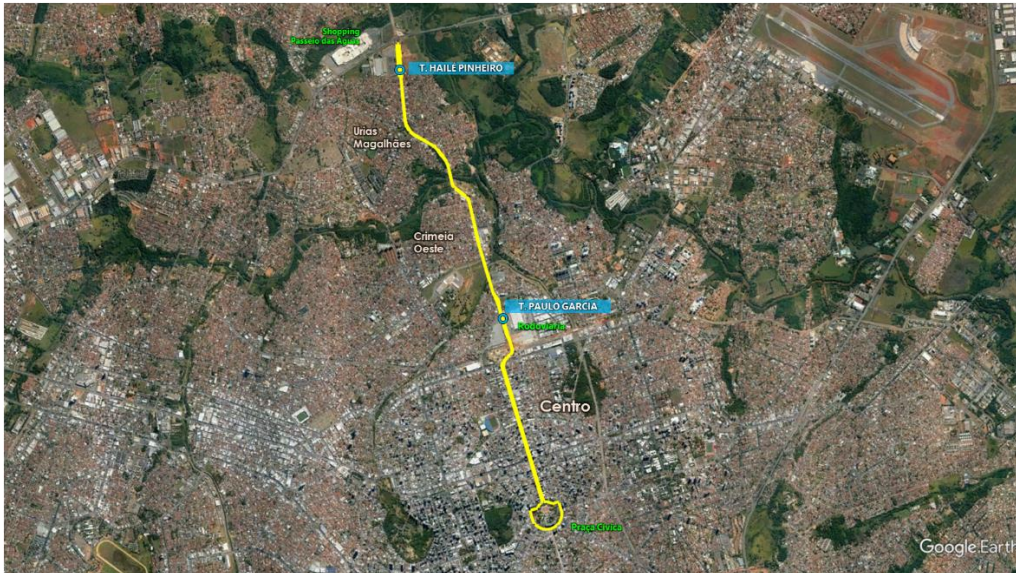 Shopping
Passeio das Águas
T. HAILE PINHEIRO
Urias
Magalhães
Crimeia
Oeste
T. PAULO GARCIA
Rodoviária
Centro
Praça Cívica
Google Earth